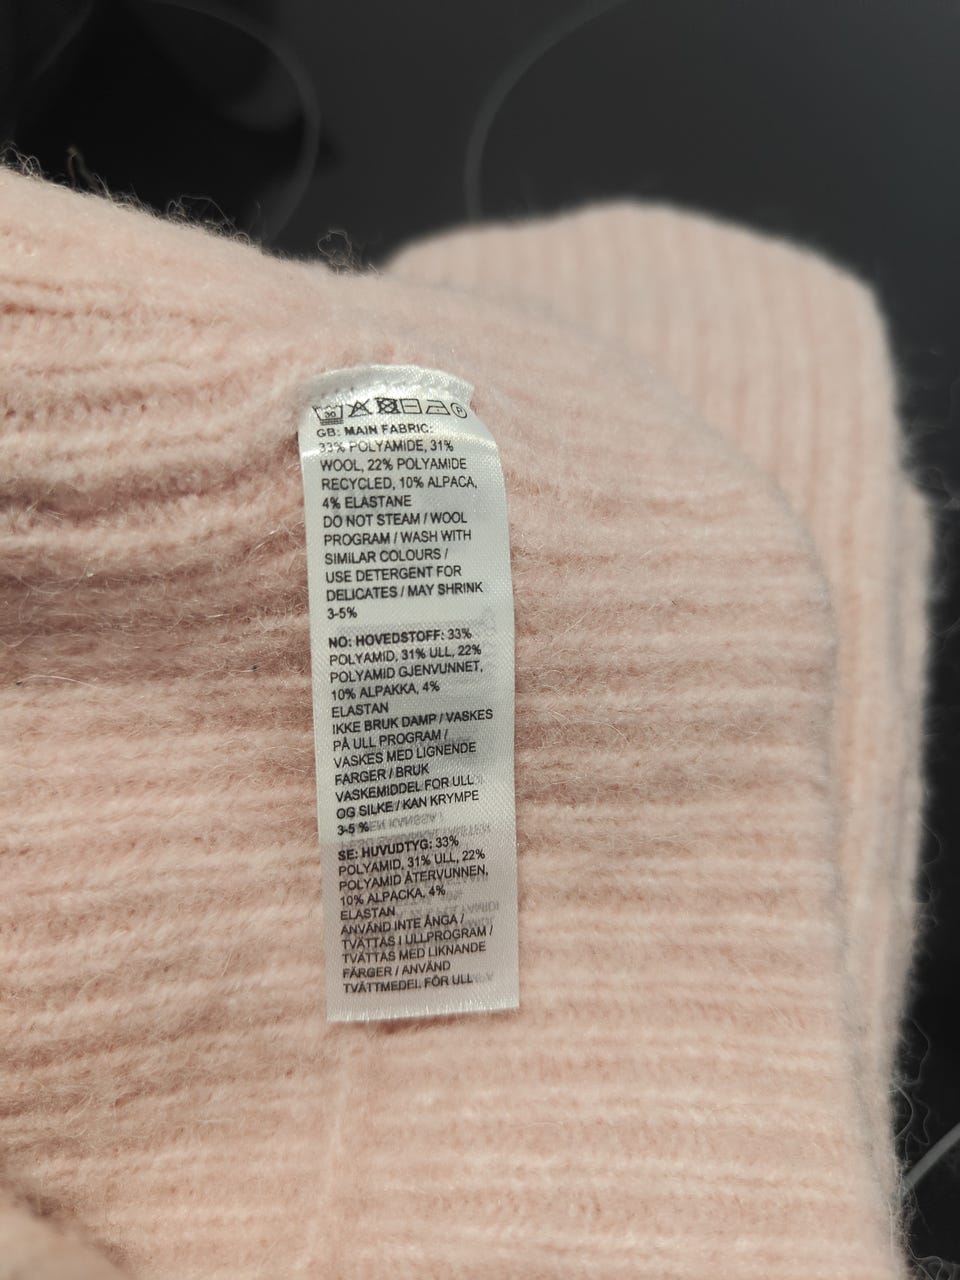 30
P
GB: MAIN FABRIC:
33% POLYAMIDE, 31%
WOOL, 22% POLYAMIDE
RECYCLED, 10% ALPACA,
4% ELASTANE
DO NOT STEAM / WOOL
PROGRAM / WASH WITH
SIMILAR COLOURS /
USE DETERGENT FOR
DELICATES / MAY SHRINK
3-5%
NO: HOVEDSTOFF: 33%
POLYAMID, 31% ULL, 22%
POLYAMID GJENVUNNET,
10% ALPAKKA, 4%
ELASTAN
IKKE BRUK DAMP / VASKES
PÅ ULL PROGRAM /
VASKES MED LIGNENDE
FARGER / BRUK
VASKEMIDDEL FOR ULL
OG SILKE / KAN KRYMPE
3-5 %
SE: HUVUDTYG: 33%
POLYAMID, 31% ULL, 22%
POLYAMID ÅTERVUNNEN,
10% ALPACKA, 4%
ELASTAN
ANVÄND INTE ÅNGA /
TVÄTTAS I ULLPROGRAM /
TVÄTTAS MED LIKNANDE
FÄRGER / ANVÄND
TVÄTTMEDEL FÖR ULL